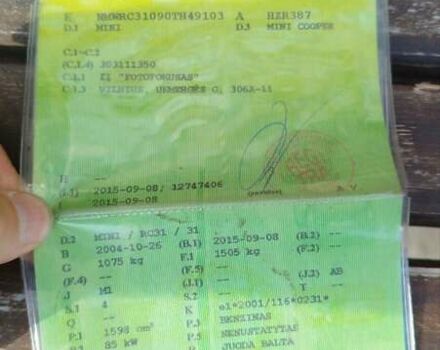 E WMWRC31090TH49103 A HZR387
D.1 MINI D.3 MINI COOPER
C.1-C.2
(C.1.4) 303111350
C.1.1 II "FOTOFOKUSAS"
C.1.3 VILNIUS, G, 306A-11
H --
(I.1) 2015-09-08; 12747406
I 2015-09-08
A V
D.2 MINI / RC31 / 31
B 2004-10-26 (B.1) 2015-09-08 (B.2) --
G 1075 kg F.1 1505 kg (F.2) --
(F.4) -- (F.5) -- (J.2) AB
J M1 (J.1) -- T --
S.1 4 S.2 --
Q -- K e1*2001/116*0231*
P.1 1598 cm³ P.3 BENZINAS
85 kW P.5 NENUSTATYTAS
R JUODA BALTA